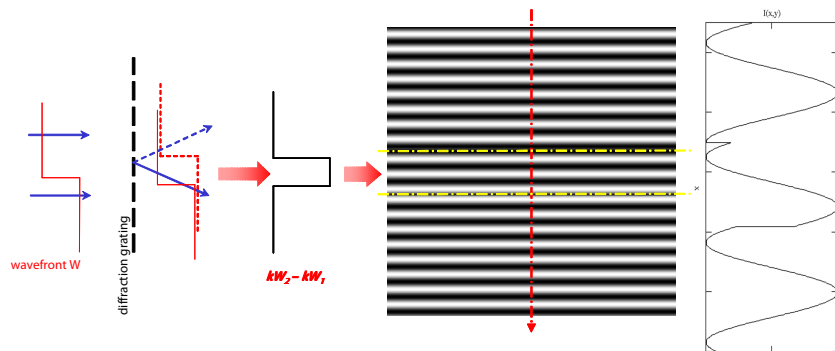 wavefront W
diffraction grating
kW2 – kW1
I(x,y)
x